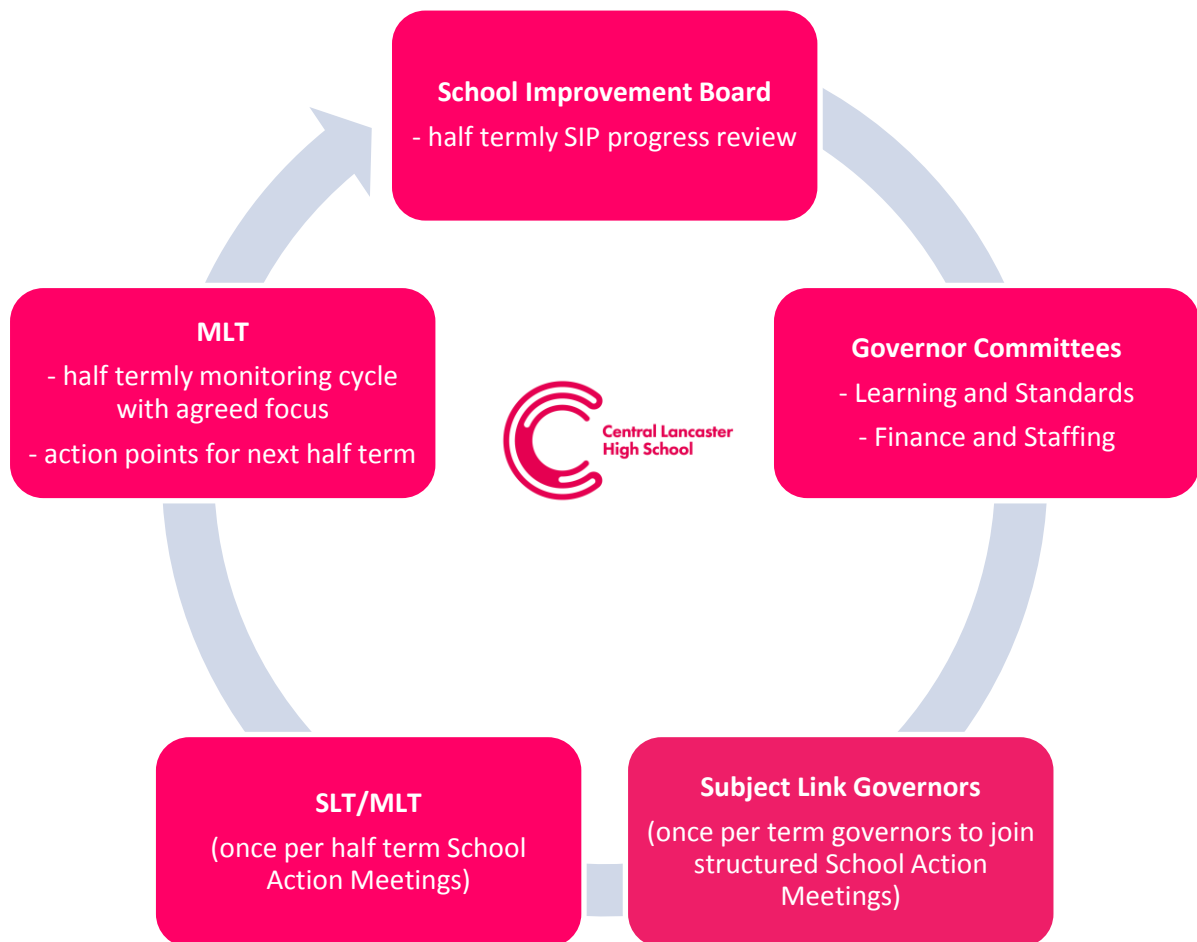 School Improvement Board
- half termly SIP progress review
Governor Committees
- Learning and Standards
- Finance and Staffing
Subject Link Governors
(once per term governors to join
structured School Action
Meetings)
SLT/MLT
(once per half term School
Action Meetings)
MLT
- half termly monitoring cycle
with agreed focus
- action points for next half term
Central Lancaster
High School